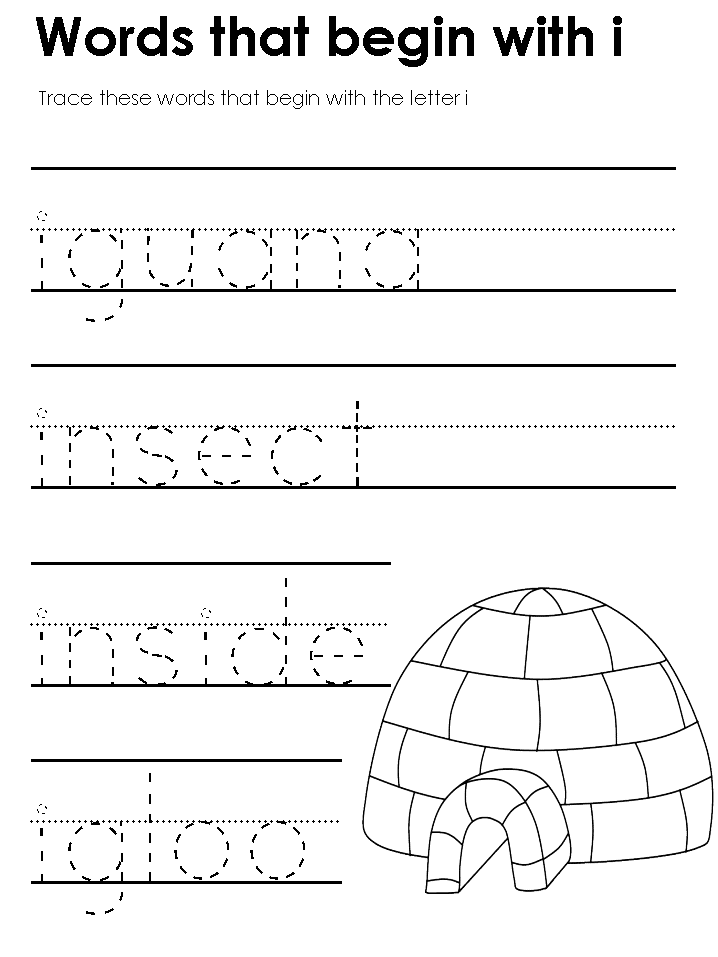 Words that begin with i
Trace these words that begin with the letter i
iguana
insect
inside
igloo